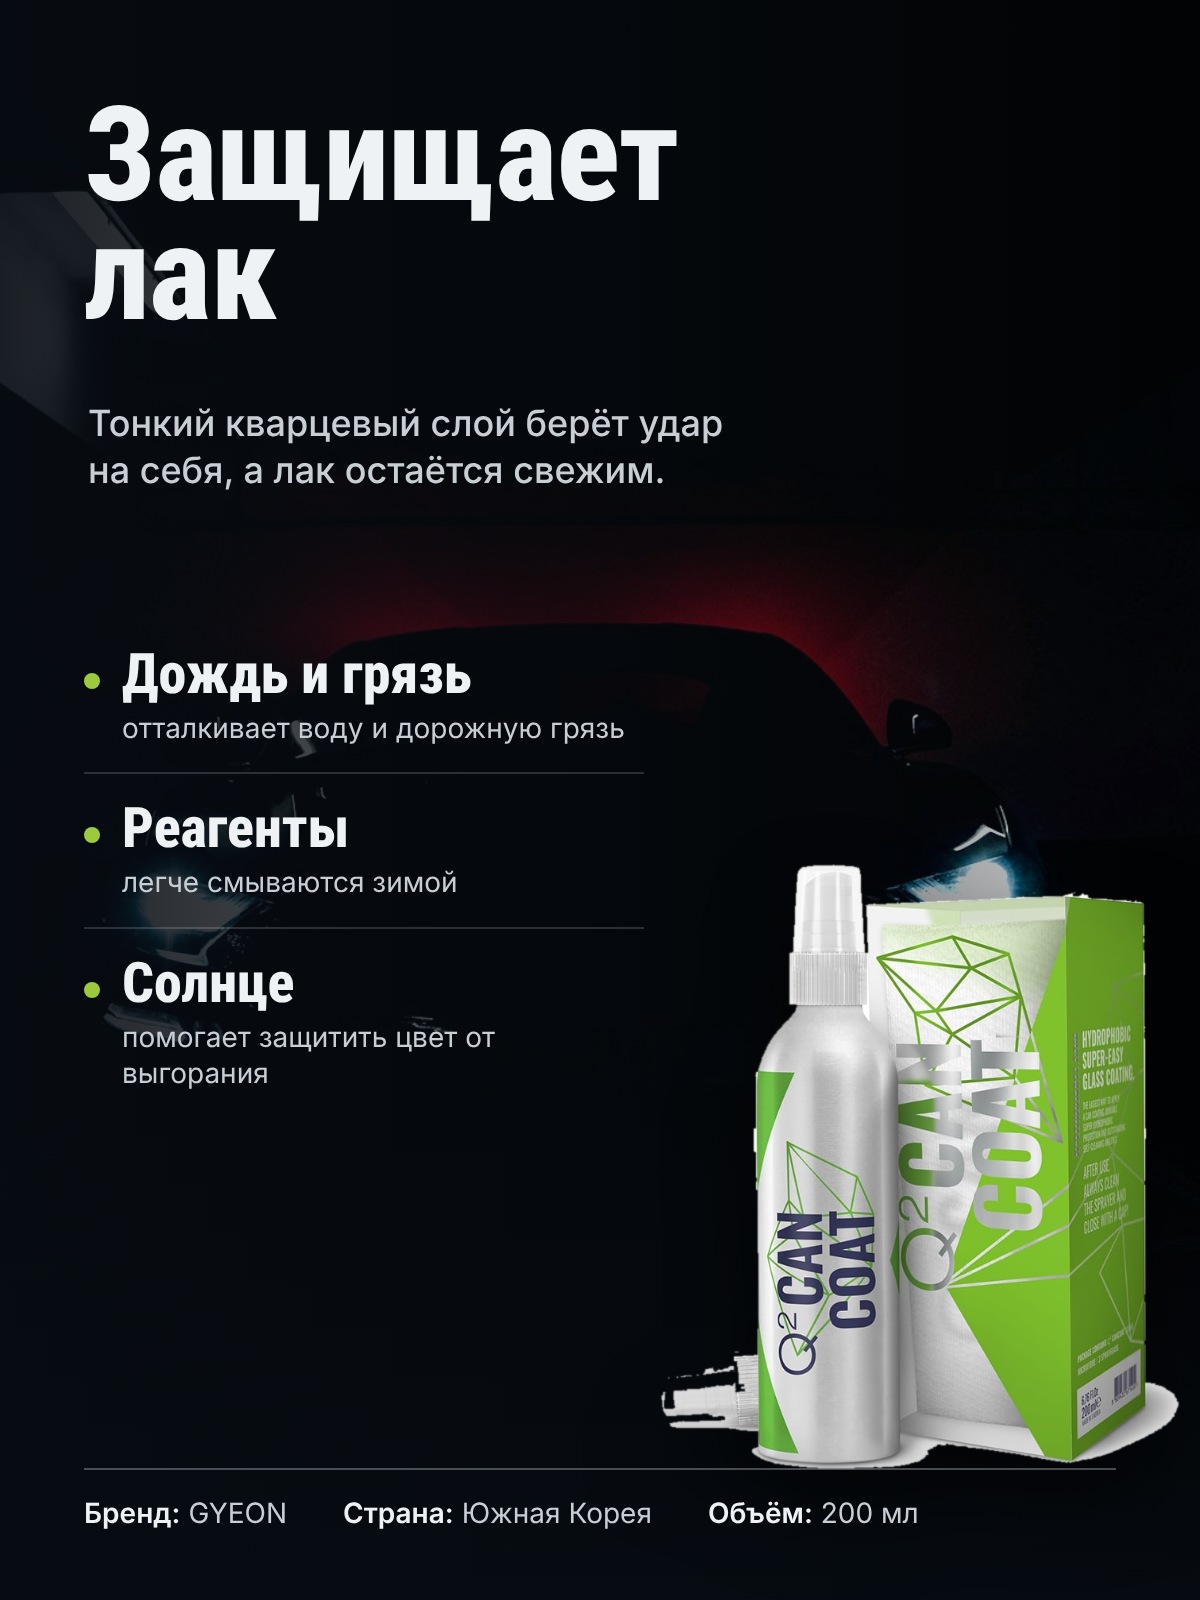 Защищает
лак
Тонкий кварцевый слой берёт удар
на себя, а лак остаётся свежим.
Дождь и грязь
отталкивает воду и дорожную грязь
Реагенты
легче смываются зимой
Солнце
помогает защитить цвет от
выгорания
Q² CAN
COAT
Q² CAN
COAT
HYDROPHOBIC
SUPER-EASY
GLASS COATING.
AFTER USE,
ALWAYS CLEAN
THE SPRAYER AND
CLOSE WITH A CAP!
200 ml
Бренд: GYEON Страна: Южная Корея Объём: 200 мл